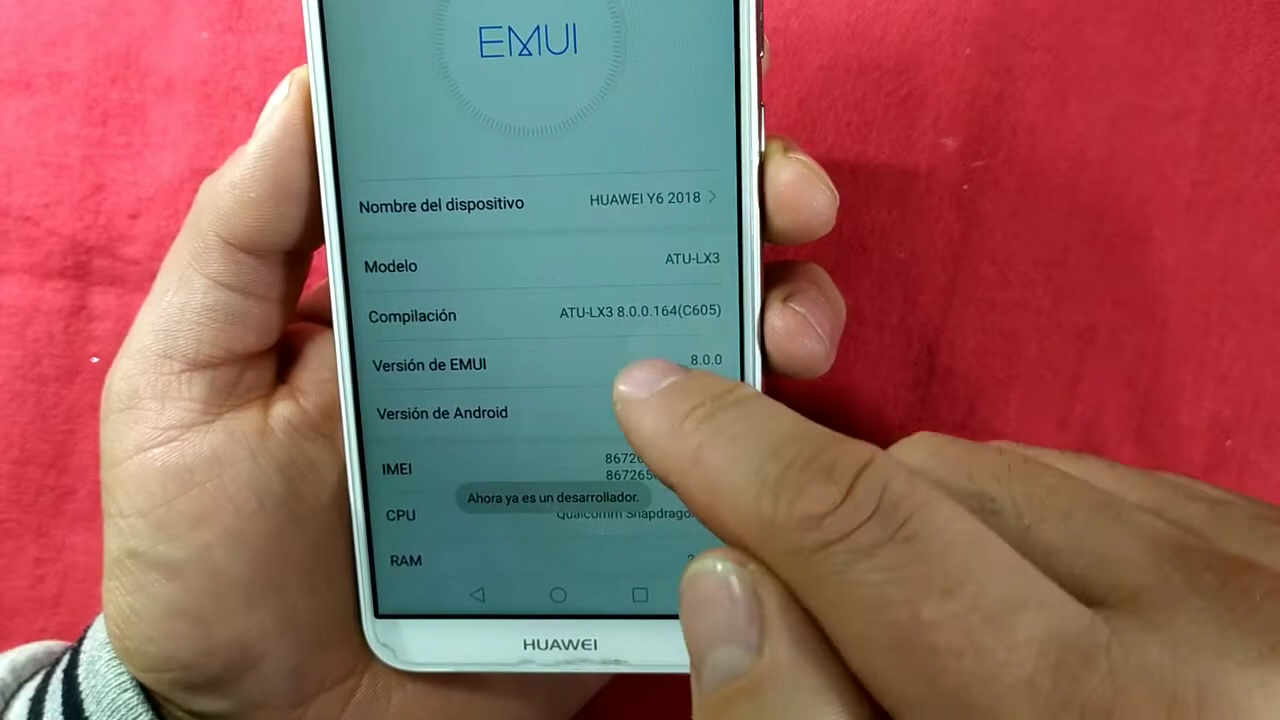 EMUI
Nombre del dispositivo HUAWEI Y6 2018
Modelo ATU-LX3
Compilación ATU-LX3 8.0.0.164(C605)
Versión de EMUI 8.0.0
Versión de Android
IMEI
Ahora ya es un desarrollador.
CPU Qualcomm
RAM
HUAWEI